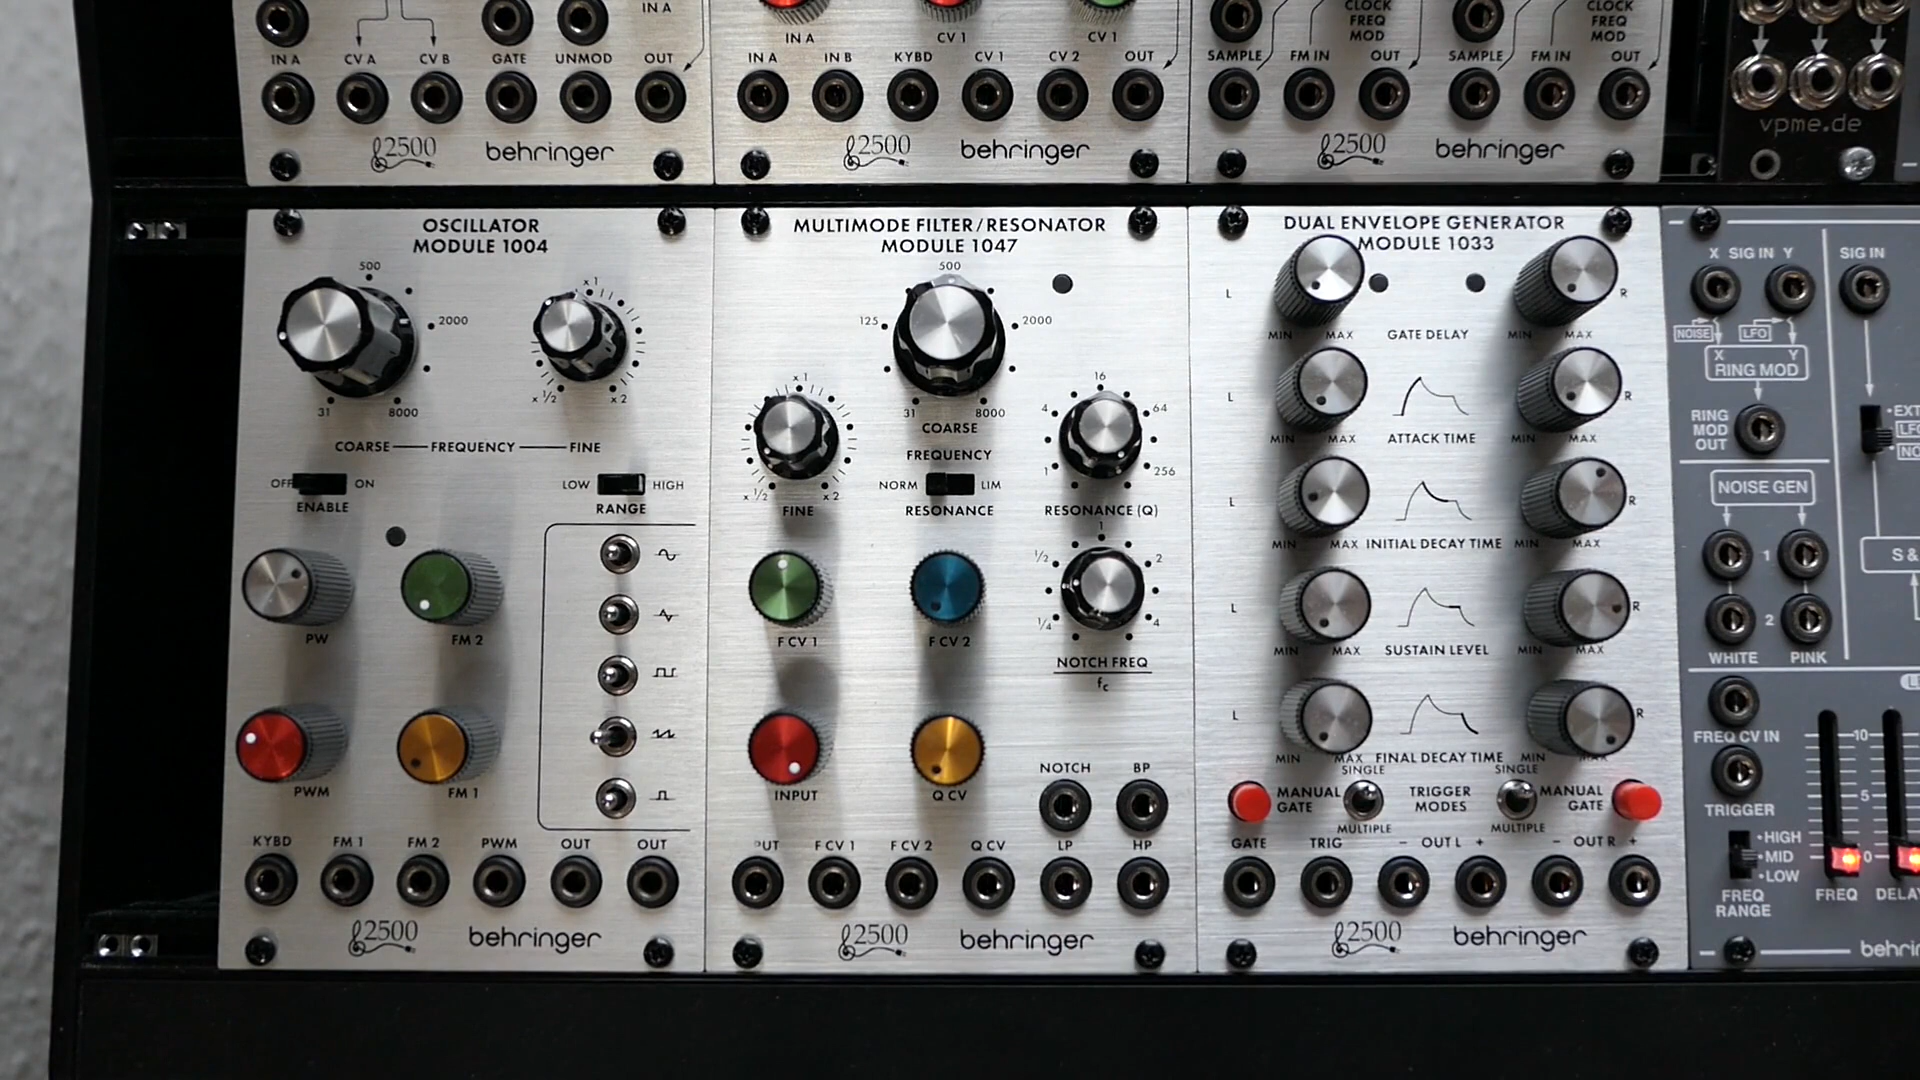 IN A
IN A CV A CV B GATE UNMOD OUT
2500 behringer
IN A CV 1 CV 1
IN A IN B KYBD CV 1 CV 2 OUT
2500 behringer
CLOCK
FREQ
MOD
SAMPLE FM IN OUT
CLOCK
FREQ
MOD
SAMPLE FM IN OUT
2500 behringer
vpme.de
OSCILLATOR
MODULE 1004
500
2000
31 8000
x1
x 1/2 x 2
COARSE FREQUENCY FINE
OFF ON
ENABLE
LOW HIGH
RANGE
PW FM 2
PWM FM 1
KYBD FM 1 FM 2 PWM OUT OUT
2500 behringer
MULTIMODE FILTER/RESONATOR
MODULE 1047
500
125 2000
31 8000
COARSE
FREQUENCY
x1
x 1/2 x 2
FINE
NORM LIM
RESONANCE
16
4 64
1 256
RESONANCE (Q)
1
1/2 2
1/4 4
NOTCH FREQ
fc
F CV 1 F CV 2
INPUT Q CV
NOTCH BP
PUT F CV 1 F CV 2 Q CV LP HP
2500 behringer
DUAL ENVELOPE GENERATOR
MODULE 1033
L R
MIN MAX GATE DELAY MIN MAX
L R
MIN MAX ATTACK TIME MIN MAX
L R
MIN MAX INITIAL DECAY TIME MIN MAX
L R
MIN MAX SUSTAIN LEVEL MIN MAX
L R
MAX FINAL DECAY TIME MIN MAX
SINGLE SINGLE
MANUAL
GATE
TRIGGER
MODES
MANUAL
GATE
MULTIPLE MULTIPLE
GATE TRIG − OUT L + − OUT R +
2500 behringer
X SIG IN Y SIG IN
NOISE LFO
X Y
RING MOD
RING
MOD
OUT
NOISE GEN
1
2
WHITE PINK
EXT
S &
FREQ CV IN
TRIGGER
HIGH
MID
LOW
FREQ
RANGE
10
5
0
FREQ DELAY